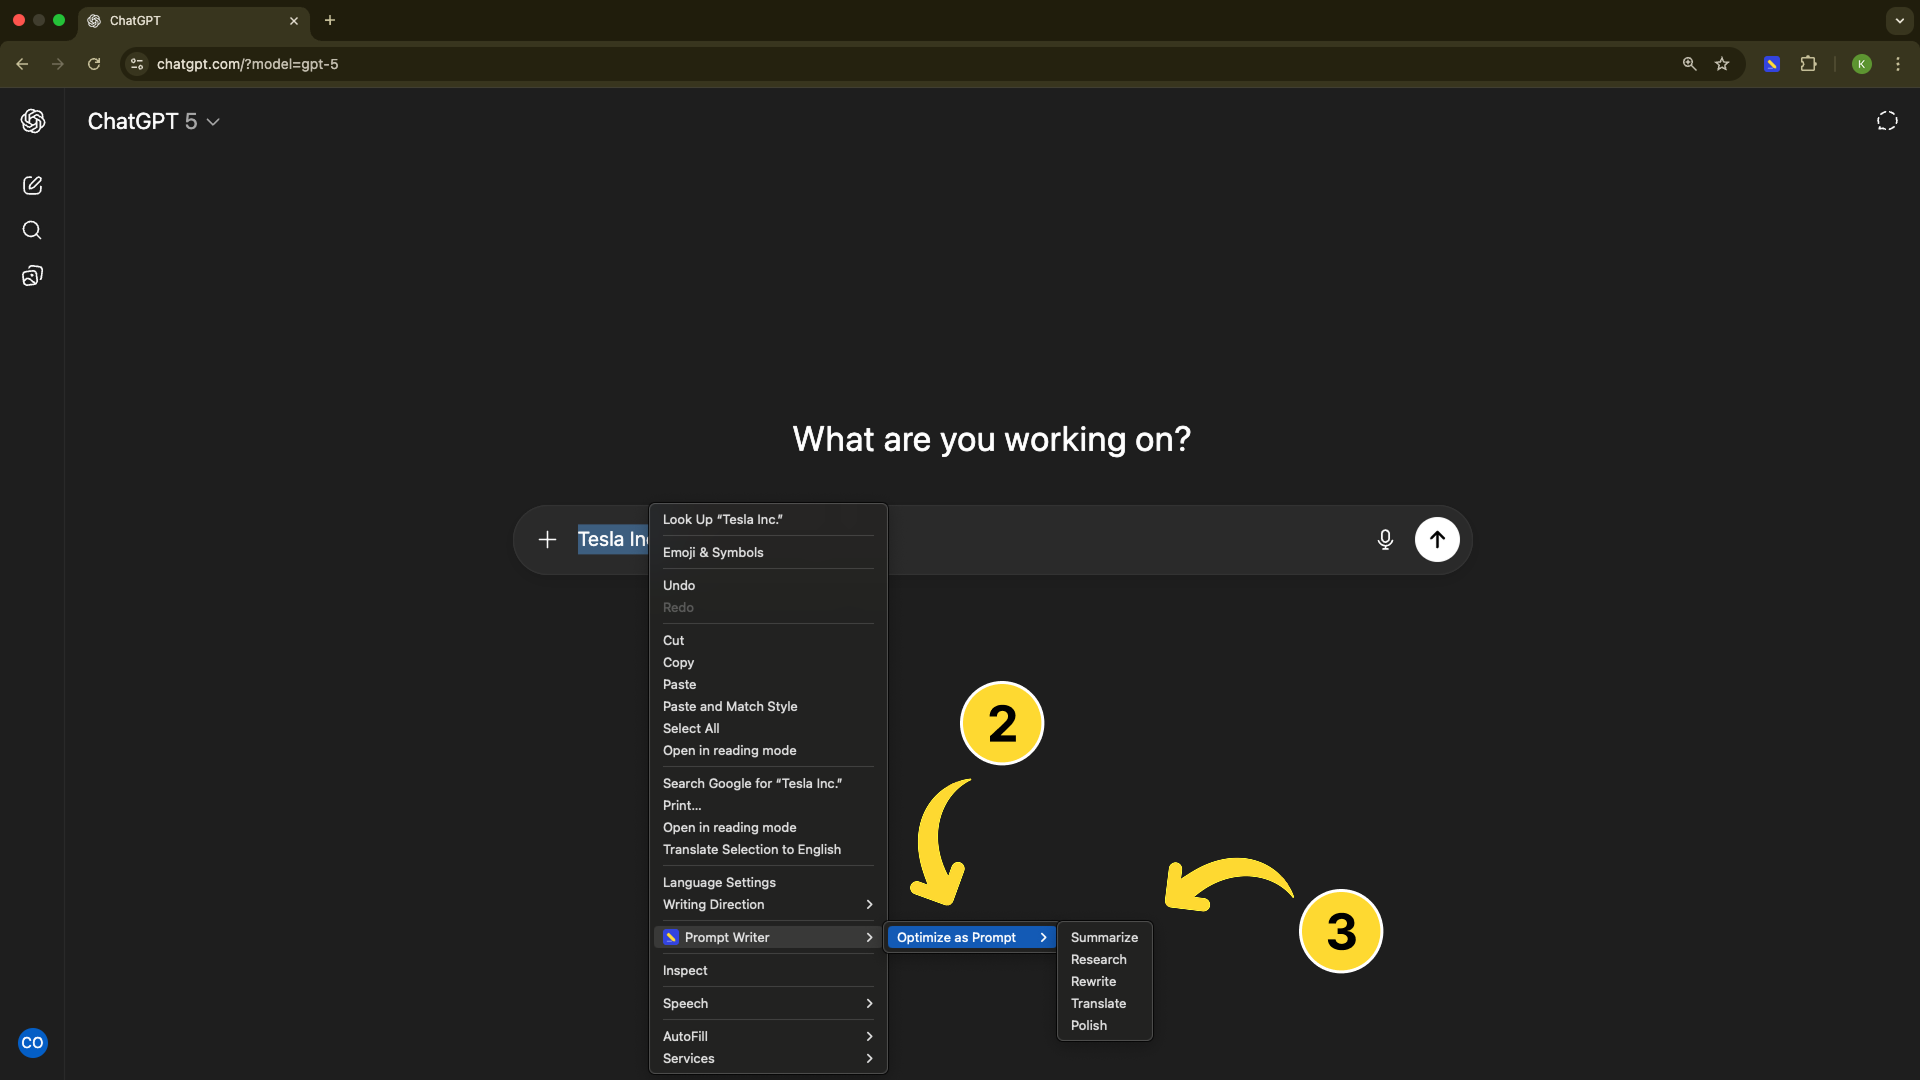 ChatGPT
chatgpt.com/?model=gpt-5
K
ChatGPT 5
What are you working on?
Tesla Inc
Look Up “Tesla Inc.”
Emoji & Symbols
Undo
Redo
Cut
Copy
Paste
Paste and Match Style
Select All
Open in reading mode
Search Google for “Tesla Inc.”
Print...
Open in reading mode
Translate Selection to English
Language Settings
Writing Direction
Prompt Writer
Inspect
Speech
AutoFill
Services
Optimize as Prompt
Summarize
Research
Rewrite
Translate
Polish
2
3
CO